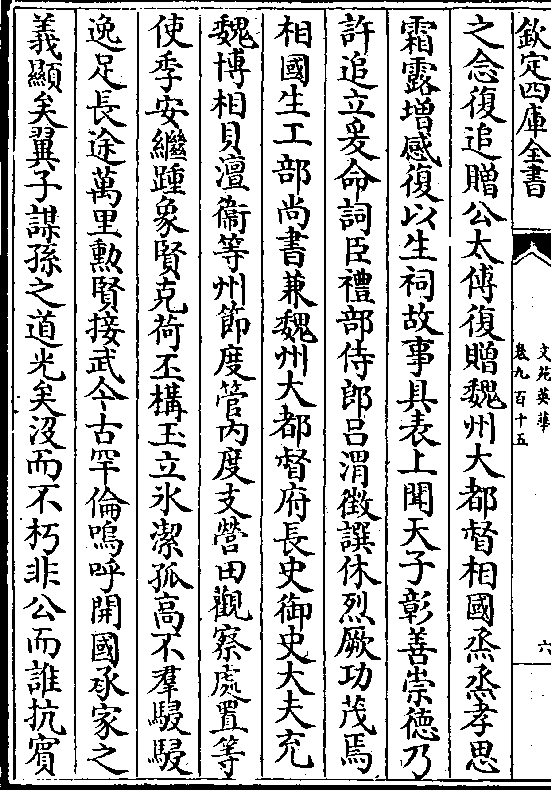 欽定四庫全書
文苑英華
卷九百十五
六
之念復追贈公太傅復贈魏州大都督相國烝烝孝思
霜露增感復以生祠故事具表上聞天子彰善崇德乃
許追立爰命詞臣禮部侍郎呂渭徵譔休烈厥功茂焉
相國生工部尚書兼魏州大都督府長史御史大夫充
魏博相貝澶衞等州節度管內度支營田觀察處置等
使季安繼踵象賢克荷丕構玉立氷潔孤高不羣駸駸
逸足長途萬里勲賢接武今古罕倫嗚呼開國承家之
義顯矣翼子謀孫之道光矣沒而不朽非公而誰抗賓